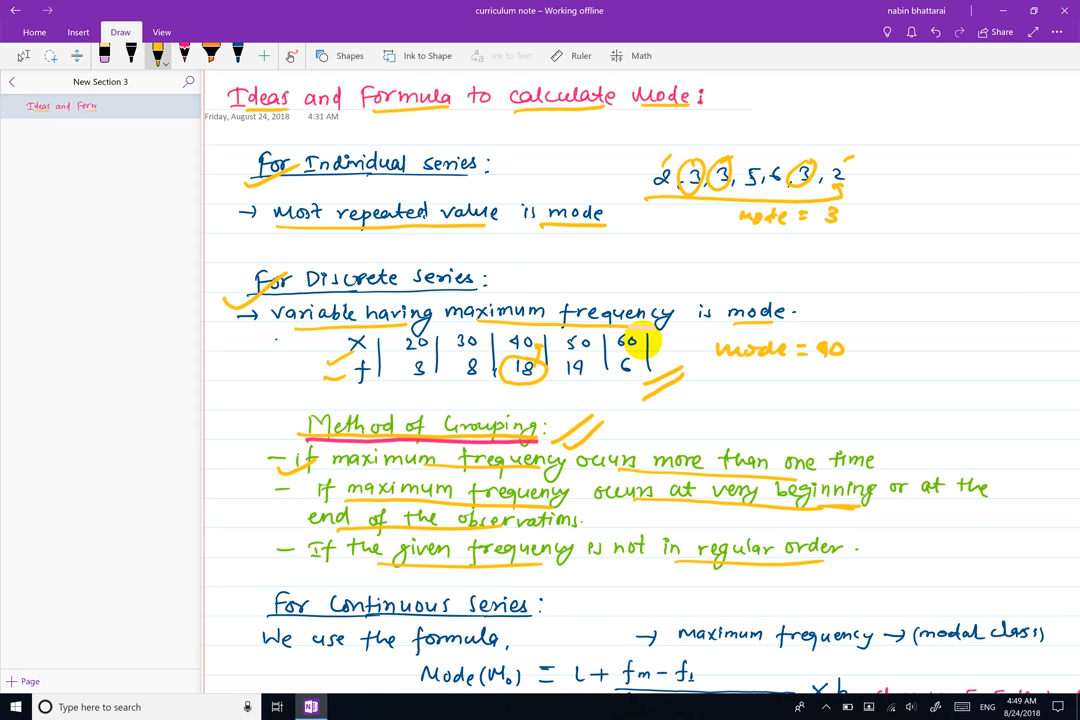 curriculum note – Working offline
nabin bhattarai
Home Insert Draw View
Share
Shapes Ink to Shape Ink to Text Ruler Math
New Section 3
Ideas and Form
Ideas and Formula to calculate Mode:
Friday, August 24, 2018 4:31 AM
For Individual series:
2, 3, 3, 5, 6, 3, 2
→ Most repeated value is mode
mode = 3
For Discrete series:
→ variable having maximum frequency is mode.
x | 20 | 30 | 40 | 50 | 60 |
mode = 40
f | 3 | 8 | 18 | 14 | 6 |
Method of Grouping:
- If maximum frequency occurs more than one time
- If maximum frequency occurs at very beginning or at the
end of the observations.
- If the given frequency is not in regular order.
For Continuous series:
We use the formula,
→ Maximum frequency → (modal class)
Mode (M₀) = l + fm - f1
× h
Page
Type here to search
ENG
4:49 AM
8/24/2018